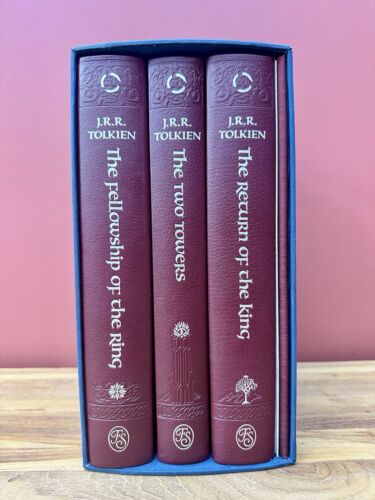 J.R.R.
TOLKIEN
The Fellowship of the Ring
FS
J.R.R.
TOLKIEN
The Two Towers
FS
J.R.R.
TOLKIEN
The Return of the King
FS